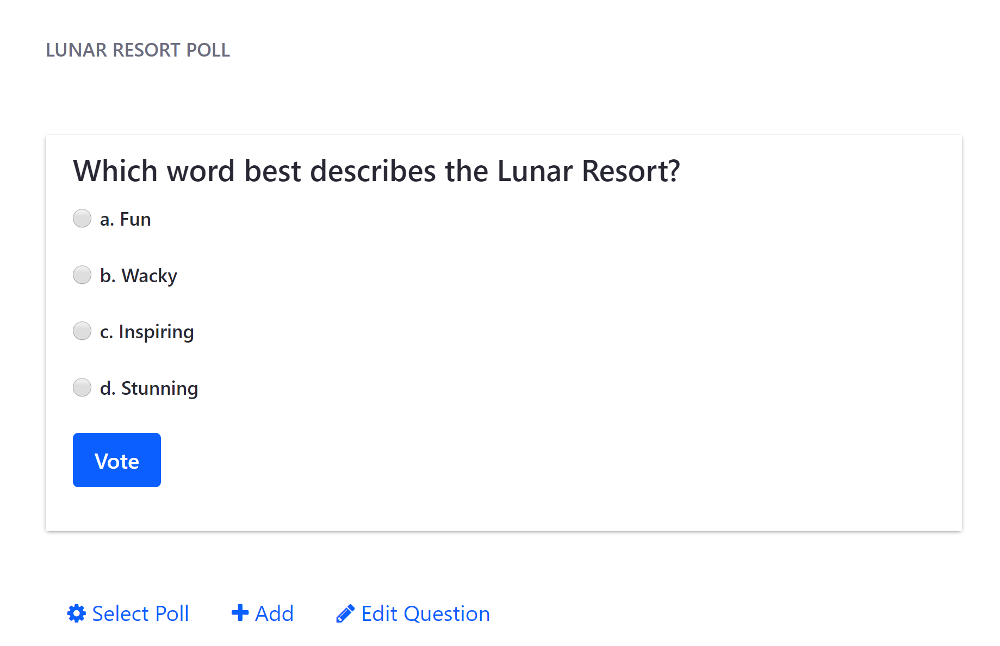 LUNAR RESORT POLL
Which word best describes the Lunar Resort?
a. Fun
b. Wacky
c. Inspiring
d. Stunning
Vote
Select Poll Add Edit Question